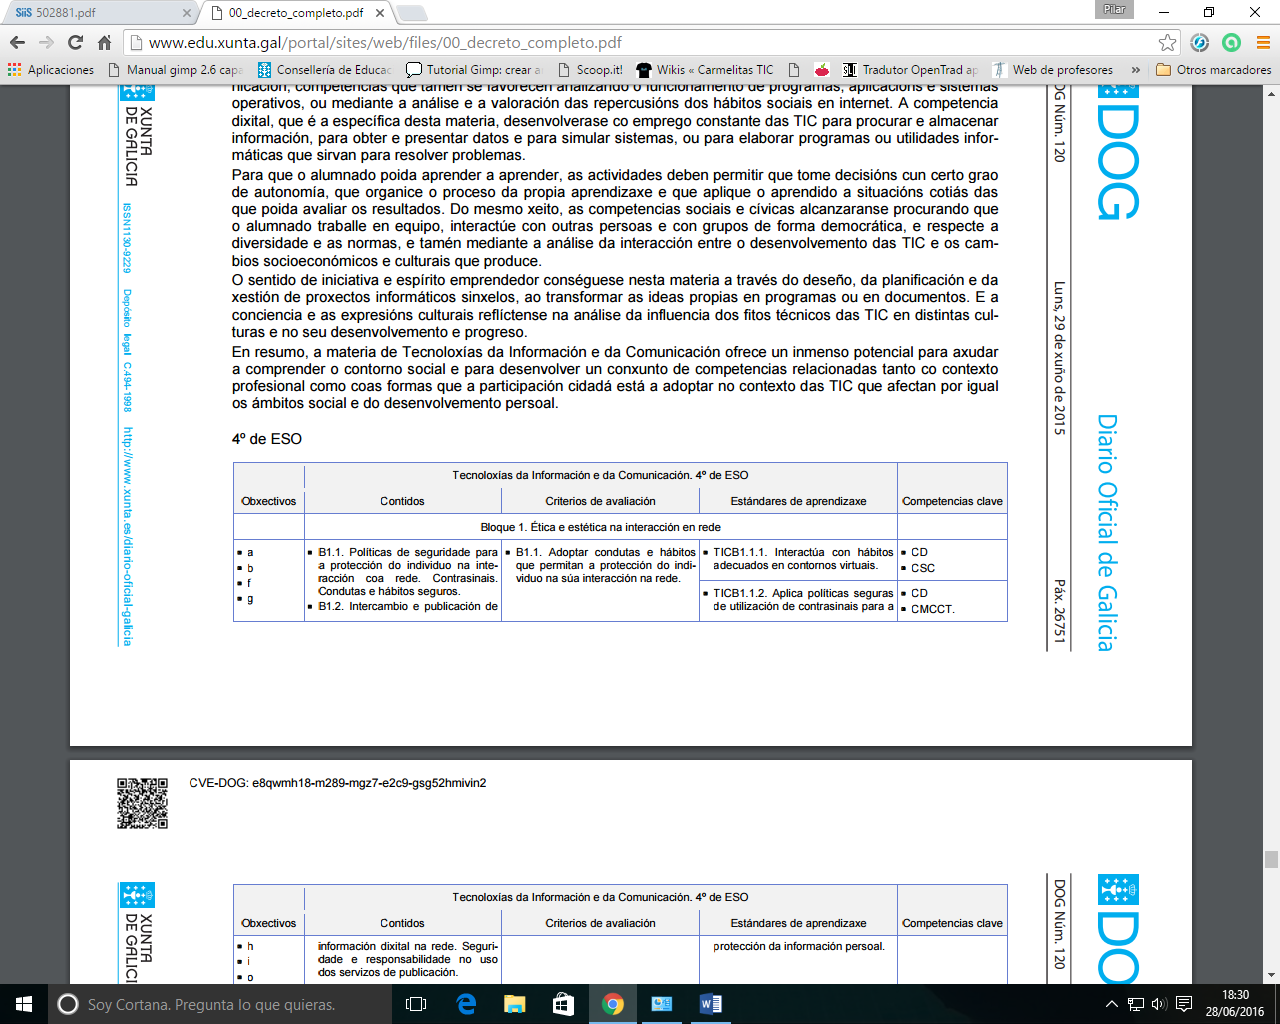 502881.pdf
00_decreto_completo.pdf
Pilar
www.edu.xunta.gal/portal/sites/web/files/00_decreto_completo.pdf
Aplicaciones
Manual gimp 2.6 capa
Consellería de Educac
Tutorial Gimp: crear a
Scoop.it!
Wikis « Carmelitas TIC
Tradutor OpenTrad ap
Web de profesores
»
Otros marcadores
nicación, competencias que tamén se favorecen analizando o funcionamento de programas, aplicacións e sistemas
operativos, ou mediante a análise e a valoración das repercusións dos hábitos sociais en internet. A competencia
dixital, que é a específica desta materia, desenvolverase co emprego constante das TIC para procurar e almacenar
información, para obter e presentar datos e para simular sistemas, ou para elaborar programas ou utilidades infor-
máticas que sirvan para resolver problemas.
Para que o alumnado poida aprender a aprender, as actividades deben permitir que tome decisións cun certo grao
de autonomía, que organice o proceso da propia aprendizaxe e que aplique o aprendido a situacións cotiás das
que poida avaliar os resultados. Do mesmo xeito, as competencias sociais e cívicas alcanzaranse procurando que
o alumnado traballe en equipo, interactúe con outras persoas e con grupos de forma democrática, e respecte a
diversidade e as normas, e tamén mediante a análise da interacción entre o desenvolvemento das TIC e os cam-
bios socioeconómicos e culturais que produce.
O sentido de iniciativa e espírito emprendedor conséguese nesta materia a través do deseño, da planificación e da
xestión de proxectos informáticos sinxelos, ao transformar as ideas propias en programas ou en documentos. E a
conciencia e as expresións culturais reflíctense na análise da influencia dos fitos técnicos das TIC en distintas cul-
turas e no seu desenvolvemento e progreso.
En resumo, a materia de Tecnoloxías da Información e da Comunicación ofrece un inmenso potencial para axudar
a comprender o contorno social e para desenvolver un conxunto de competencias relacionadas tanto co contexto
profesional como coas formas que a participación cidadá está a adoptar no contexto das TIC que afectan por igual
os ámbitos social e do desenvolvemento persoal.
4º de ESO
Tecnoloxías da Información e da Comunicación. 4º de ESO
Obxectivos
Contidos
Criterios de avaliación
Estándares de aprendizaxe
Competencias clave
Bloque 1. Ética e estética na interacción en rede
▪ a
▪ b
▪ f
▪ g
▪ B1.1. Políticas de seguridade para
a protección do individuo na inte-
racción coa rede. Contrasinais.
Condutas e hábitos seguros.
▪ B1.2. Intercambio e publicación de
▪ B1.1. Adoptar condutas e hábitos
que permitan a protección do indi-
viduo na súa interacción na rede.
▪ TICB1.1.1. Interactúa con hábitos
adecuados en contornos virtuais.
▪ CD
▪ CSC
▪ TICB1.1.2. Aplica políticas seguras
de utilización de contrasinais para a
▪ CD
▪ CMCCT.
XUNTA
DE GALICIA
ISSN1130-9229 Depósito legal C.494-1998 http://www.xunta.es/diario-oficial-galicia
DOG Núm. 120
Luns, 29 de xuño de 2015
Páx. 26751
DOG
Diario Oficial de Galicia
CVE-DOG: e8qwmh18-m289-mgz7-e2c9-gsg52hmivin2
Tecnoloxías da Información e da Comunicación. 4º de ESO
Obxectivos
Contidos
Criterios de avaliación
Estándares de aprendizaxe
Competencias clave
▪ h
▪ i
▪ o
información dixital na rede. Seguri-
dade e responsabilidade no uso
dos servizos de publicación.
protección da información persoal.
XUNTA
DE GALICI
DOG Núm. 120
DO
Soy Cortana. Pregunta lo que quieras.
18:30
28/06/2016